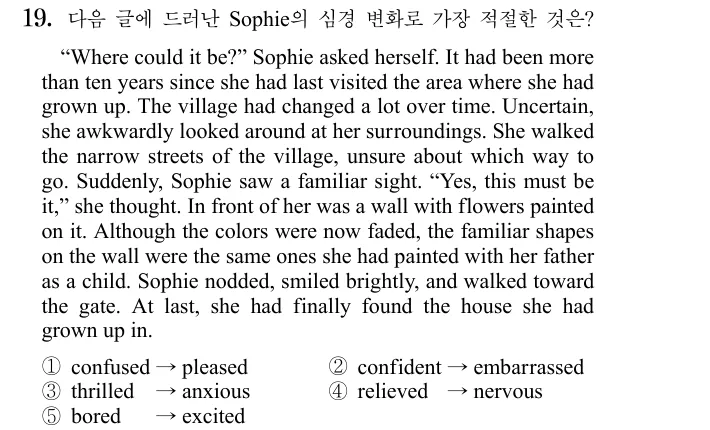 19. 다음 글에 드러난 Sophie의 심경 변화로 가장 적절한 것은?
“Where could it be?” Sophie asked herself. It had been more
than ten years since she had last visited the area where she had
grown up. The village had changed a lot over time. Uncertain,
she awkwardly looked around at her surroundings. She walked
the narrow streets of the village, unsure about which way to
go. Suddenly, Sophie saw a familiar sight. “Yes, this must be
it,” she thought. In front of her was a wall with flowers painted
on it. Although the colors were now faded, the familiar shapes
on the wall were the same ones she had painted with her father
as a child. Sophie nodded, smiled brightly, and walked toward
the gate. At last, she had finally found the house she had
grown up in.
① confused → pleased ② confident → embarrassed
③ thrilled → anxious ④ relieved → nervous
⑤ bored → excited